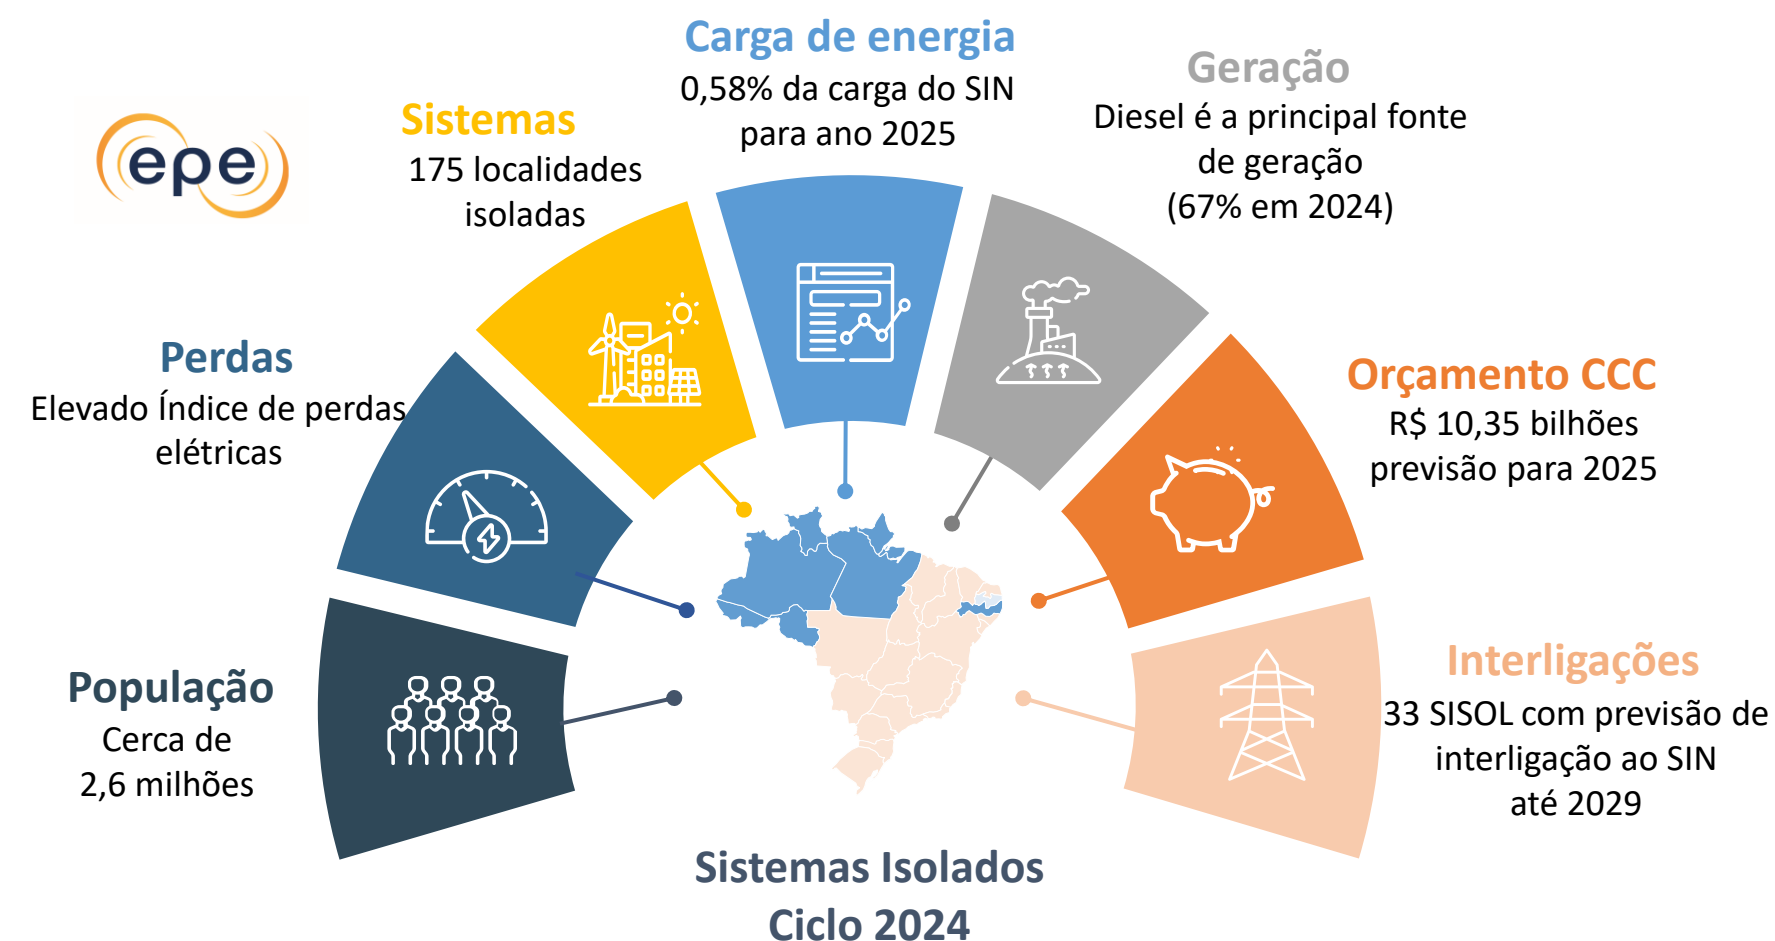 epe
Carga de energia
0,58% da carga do SIN
para ano 2025
Geração
Diesel é a principal fonte
de geração
(67% em 2024)
Sistemas
175 localidades
isoladas
Perdas
Elevado Índice de perdas
elétricas
Orçamento CCC
R$ 10,35 bilhões
previsão para 2025
População
Cerca de
2,6 milhões
Interligações
33 SISOL com previsão de
interligação ao SIN
até 2029
Sistemas Isolados
Ciclo 2024